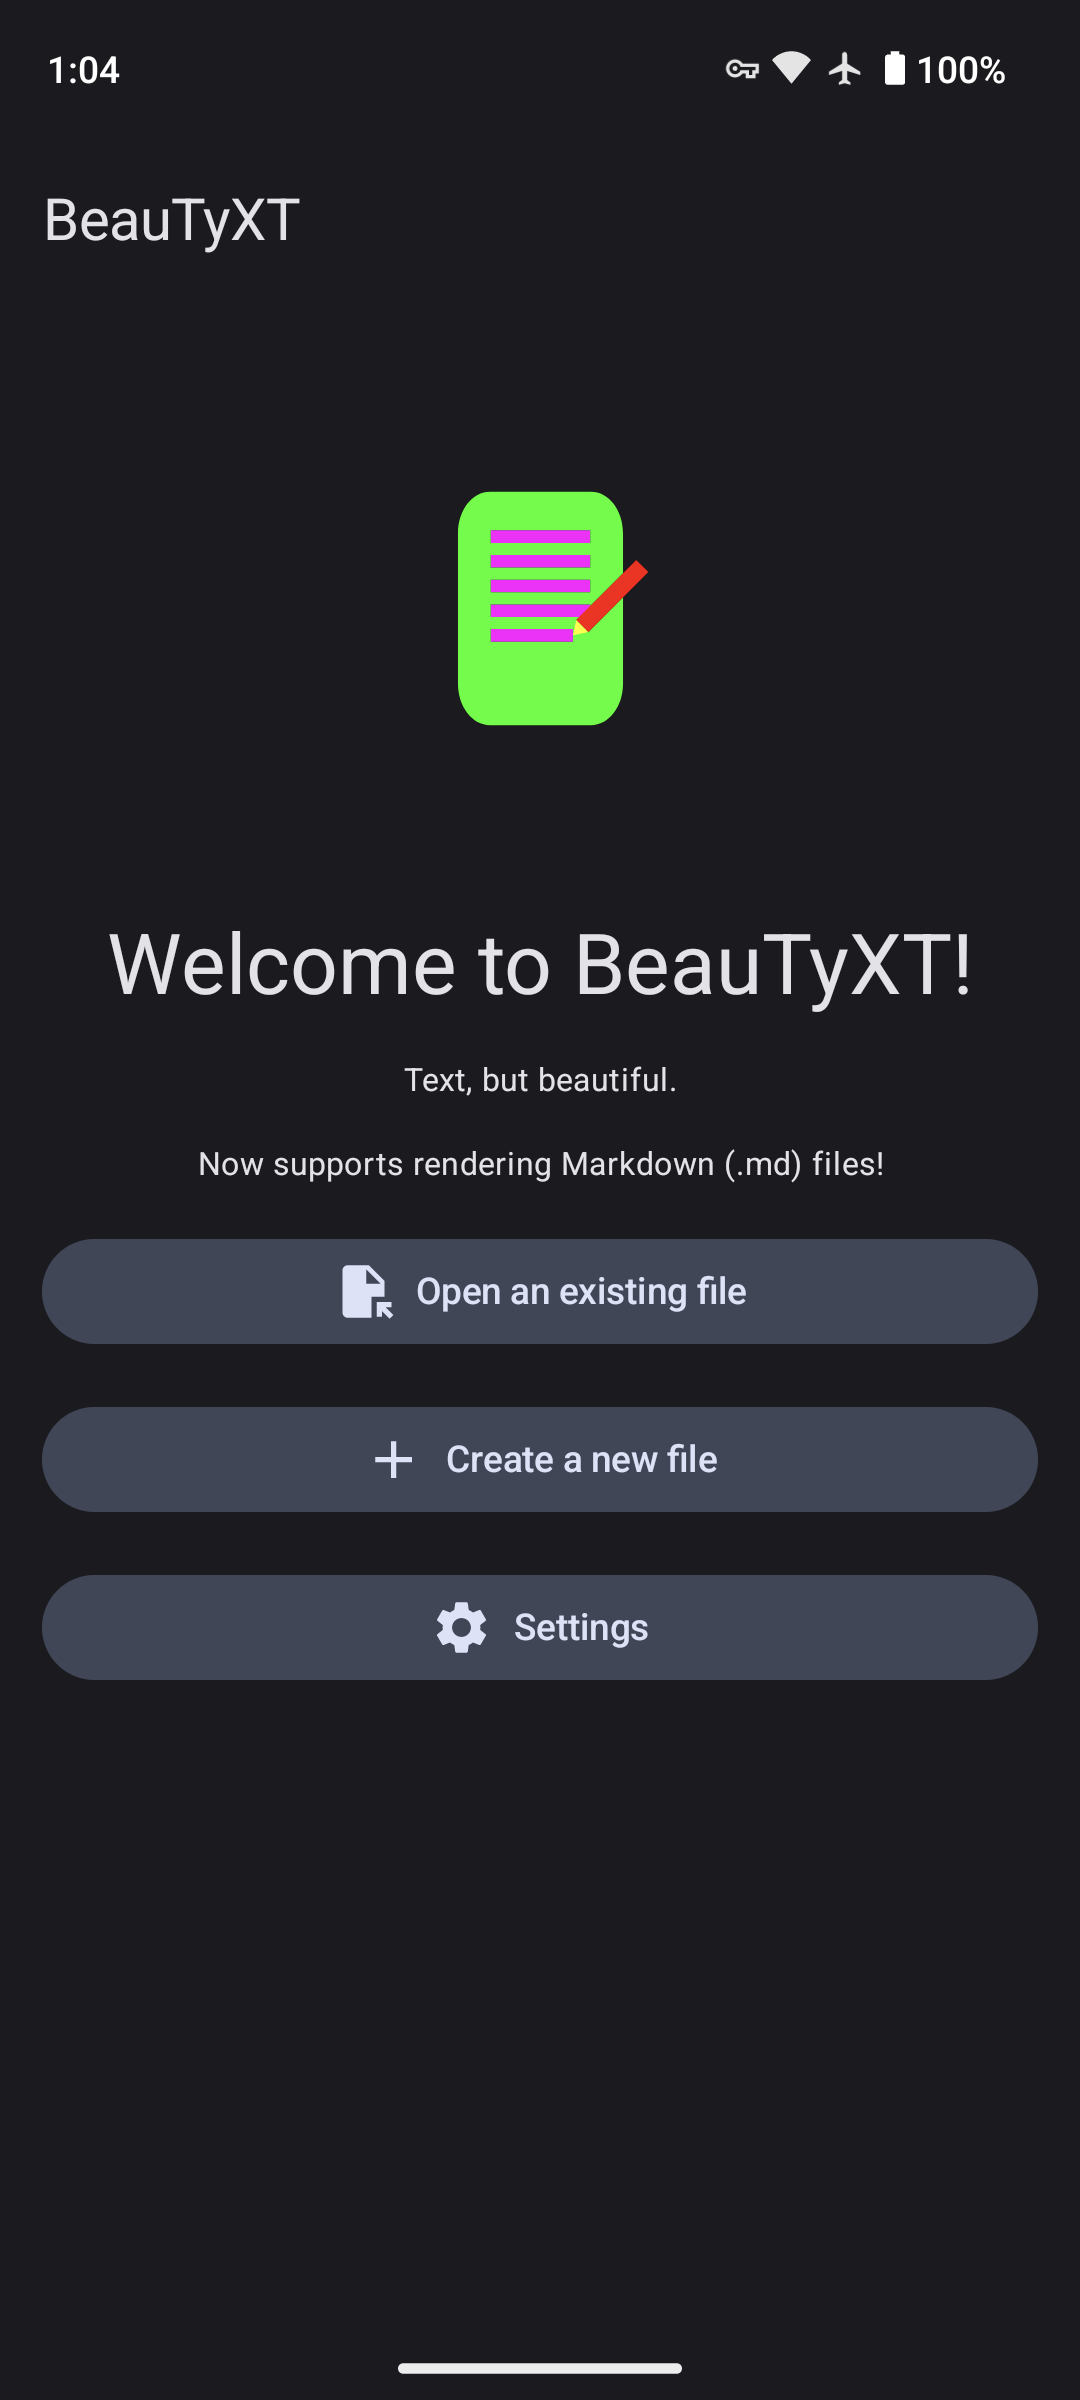 1:04
100%
BeauTyXT
Welcome to BeauTyXT!
Text, but beautiful.
Now supports rendering Markdown (.md) files!
Open an existing file
Create a new file
Settings